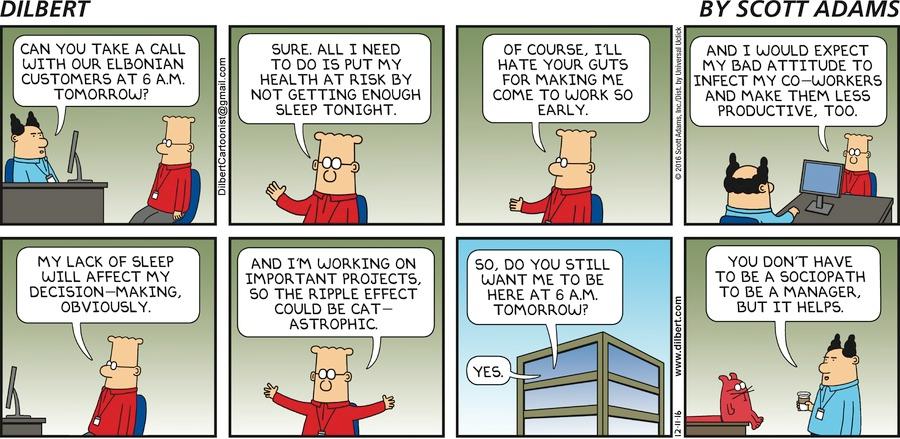 DILBERT
BY SCOTT ADAMS
CAN YOU TAKE A CALL
WITH OUR ELBONIAN
CUSTOMERS AT 6 A.M.
TOMORROW?
DilbertCartoonist@gmail.com
SURE. ALL I NEED
TO DO IS PUT MY
HEALTH AT RISK BY
NOT GETTING ENOUGH
SLEEP TONIGHT.
OF COURSE, I'LL
HATE YOUR GUTS
FOR MAKING ME
COME TO WORK SO
EARLY.
© 2016 Scott Adams, Inc./Dist. by Universal Uclick
AND I WOULD EXPECT
MY BAD ATTITUDE TO
INFECT MY CO-WORKERS
AND MAKE THEM LESS
PRODUCTIVE, TOO.
MY LACK OF SLEEP
WILL AFFECT MY
DECISION-MAKING,
OBVIOUSLY.
AND I'M WORKING ON
IMPORTANT PROJECTS,
SO THE RIPPLE EFFECT
COULD BE CAT-
ASTROPHIC.
SO, DO YOU STILL
WANT ME TO BE
HERE AT 6 A.M.
TOMORROW?
YES.
12-11-16
www.dilbert.com
YOU DON'T HAVE
TO BE A SOCIOPATH
TO BE A MANAGER,
BUT IT HELPS.